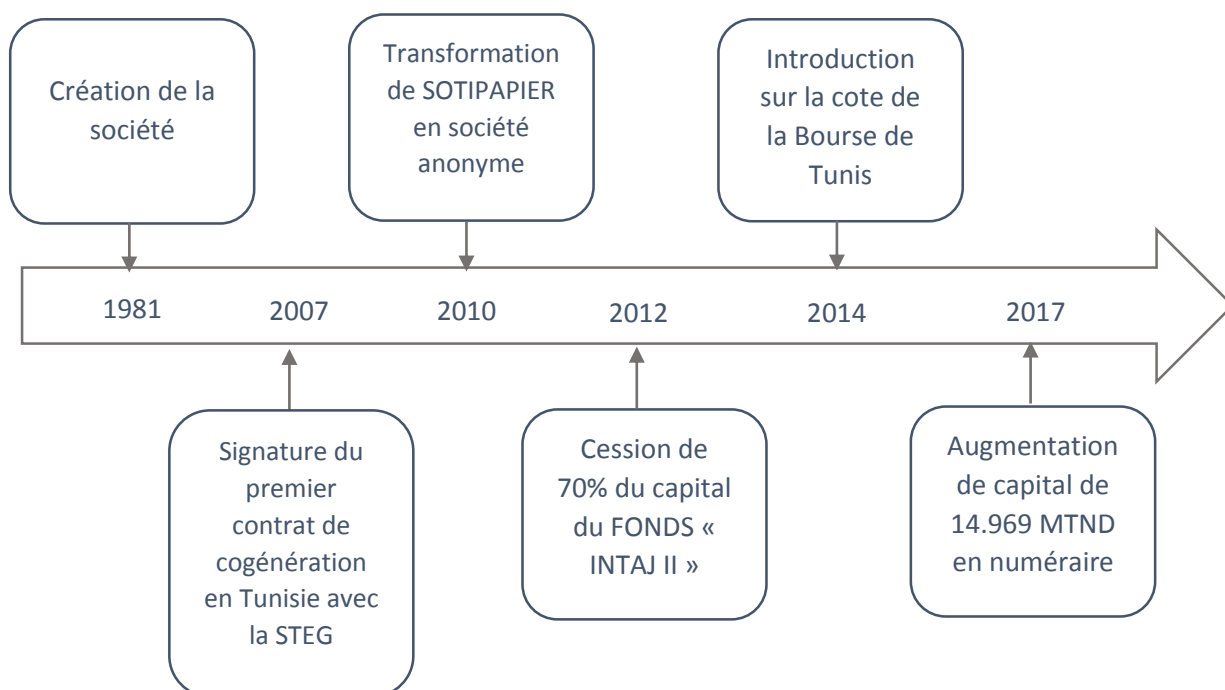 Création de la
société
Transformation
de SOTIPAPIER
en société
anonyme
Introduction
sur la cote de
la Bourse de
Tunis
1981
2007
2010
2012
2014
2017
Signature du
premier
contrat de
cogénération
en Tunisie avec
la STEG
Cession de
70% du capital
du FONDS «
INTAJ II »
Augmentation
de capital de
14.969 MTND
en numéraire